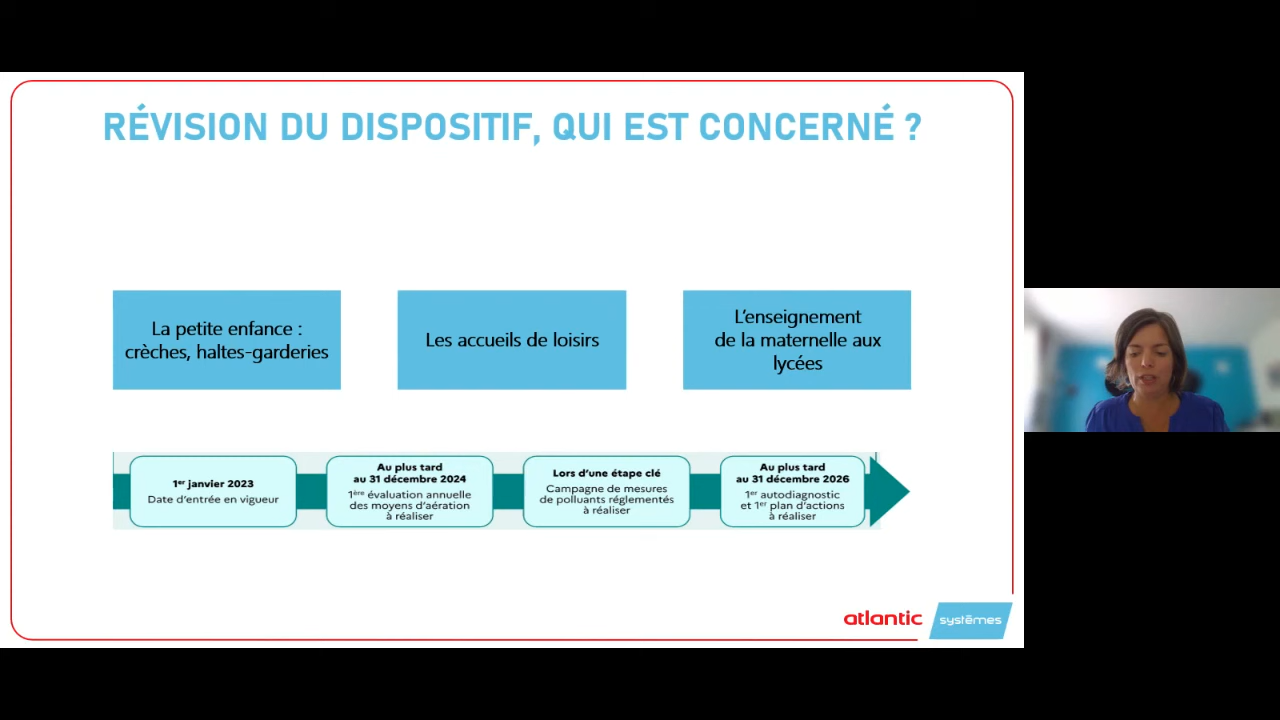 RÉVISION DU DISPOSITIF, QUI EST CONCERNÉ ?
La petite enfance :
crèches, haltes-garderies
Les accueils de loisirs
L'enseignement
de la maternelle aux
lycées
1er janvier 2023
Date d'entrée en vigueur
Au plus tard
au 31 décembre 2024
1ère évaluation annuelle
des moyens d'aération
à réaliser
Lors d'une étape clé
Campagne de mesures
de polluants réglementés
à réaliser
Au plus tard
au 31 décembre 2026
1er autodiagnostic
et 1er plan d'actions
à réaliser
atlantic systèmes